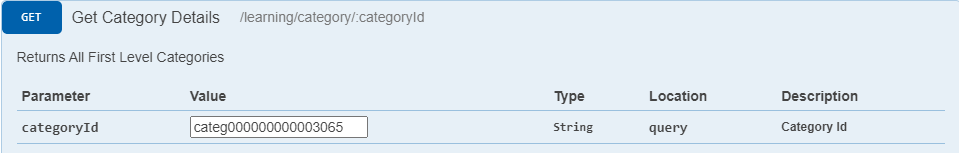 GET Get Category Details /learning/category/:categoryId
Returns All First Level Categories
Parameter Value Type Location Description
categoryId categ000000000003065 String query Category Id